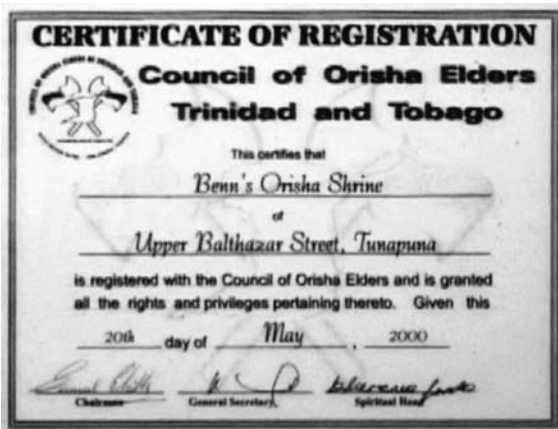 CERTIFICATE OF REGISTRATION
Council of Orisha Elders
Trinidad and Tobago
This certifies that
Benn's Orisha Shrine
of
Upper Balthazar Street, Tunapuna
is registered with the Council of Orisha Elders and is granted
all the rights and privileges pertaining thereto. Given this
20th day of May, 2000
Chairman General Secretary Spiritual Head